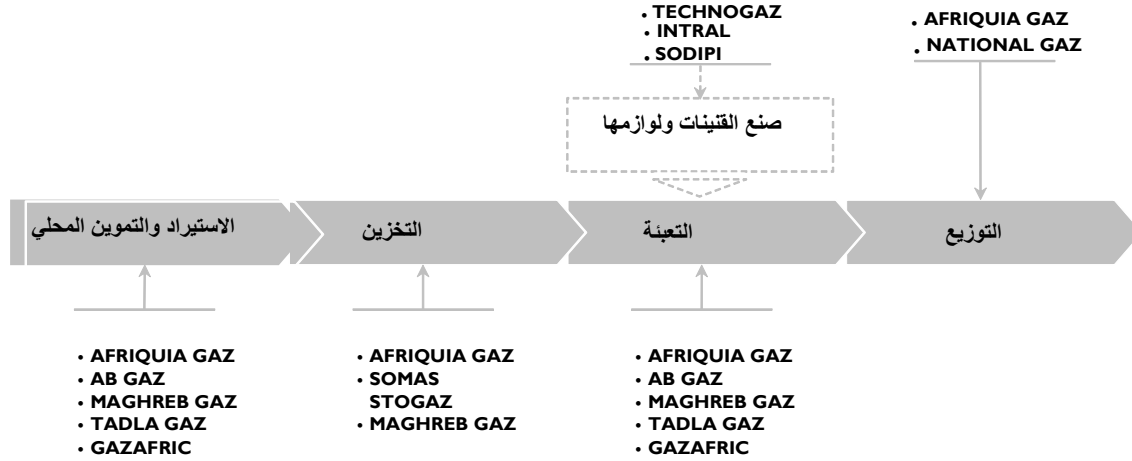 • TECHNOGAZ
• INTRAL
• SODIPI
• AFRIQUIA GAZ
• NATIONAL GAZ
صنع القنينات ولوازمها
الاستيراد والتموين المحلي
التخزين
التعبئة
التوزيع
• AFRIQUIA GAZ
• AB GAZ
• MAGHREB GAZ
• TADLA GAZ
• GAZAFRIC
• AFRIQUIA GAZ
• SOMAS
STOGAZ
• MAGHREB GAZ
• AFRIQUIA GAZ
• AB GAZ
• MAGHREB GAZ
• TADLA GAZ
• GAZAFRIC